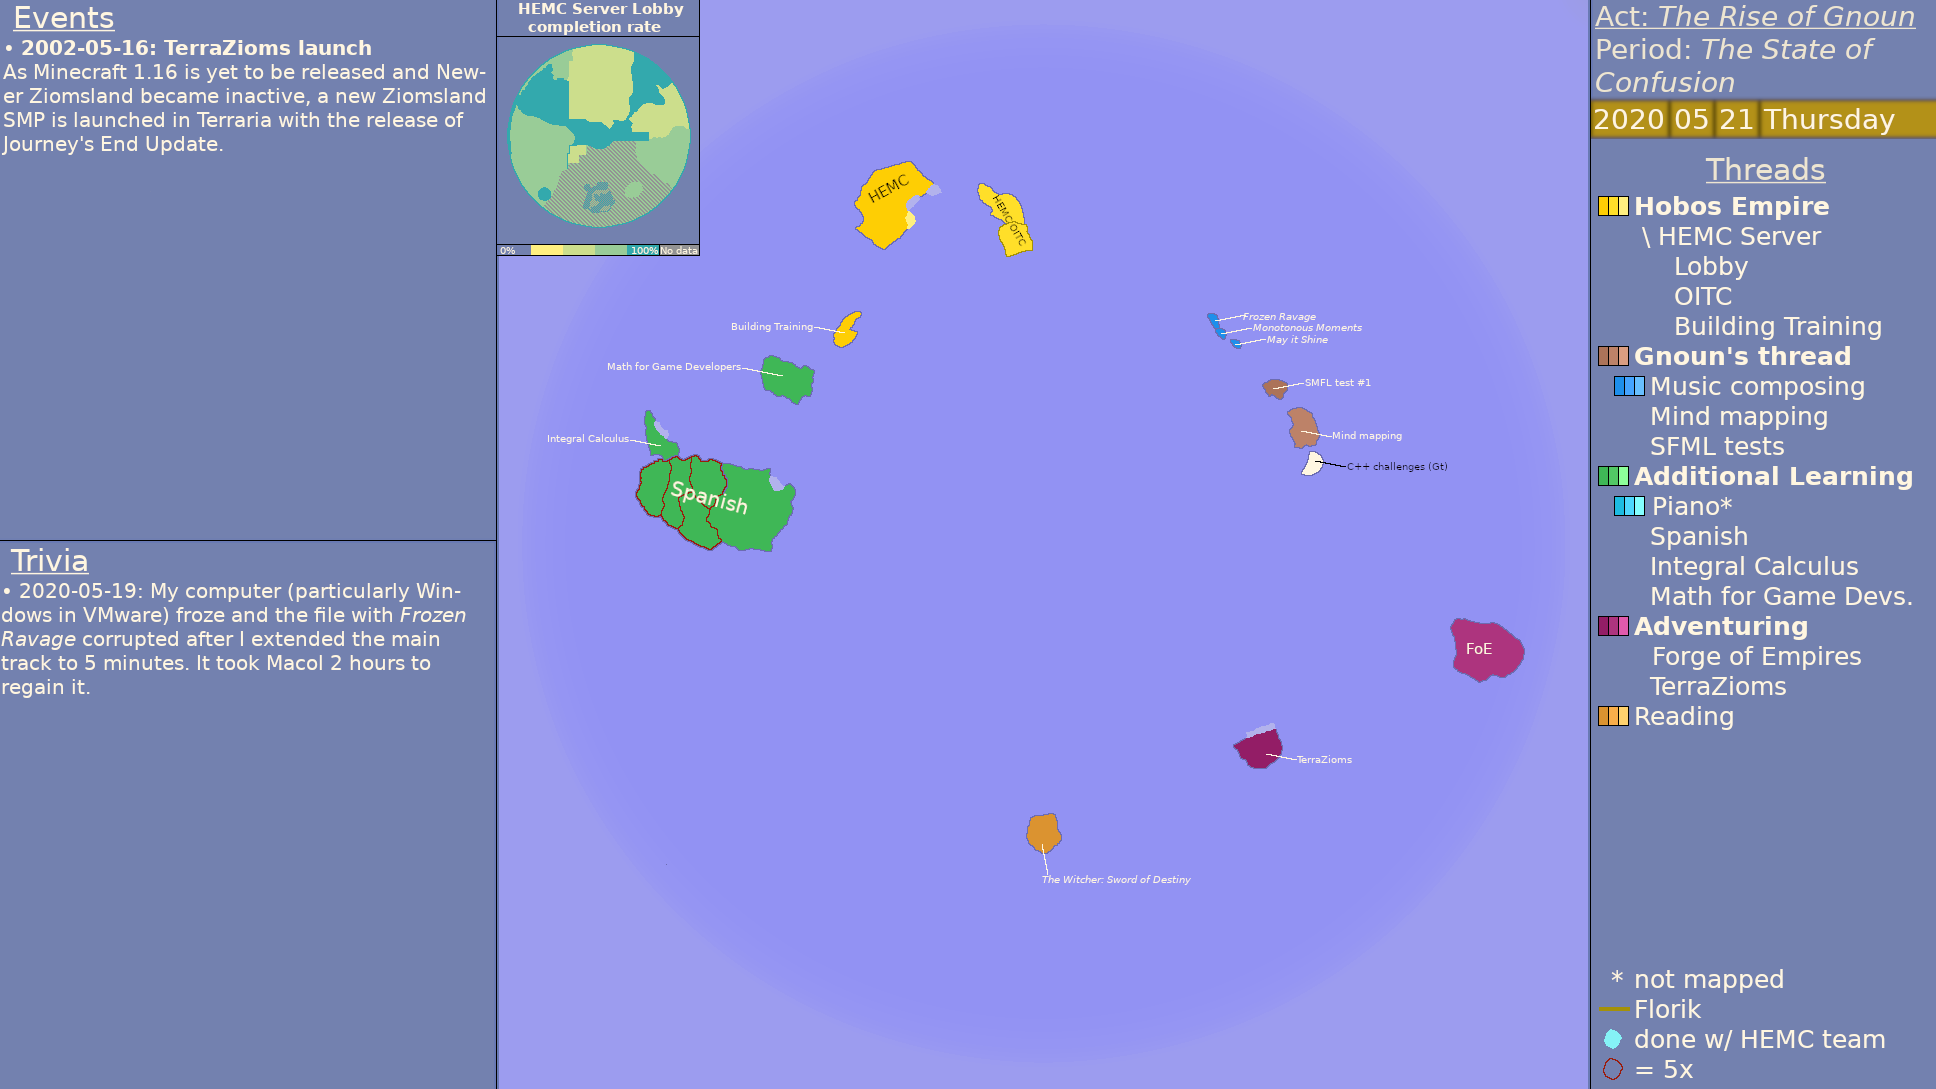 Events
• 2002-05-16: TerraZioms launch
As Minecraft 1.16 is yet to be released and New-
er Ziomsland became inactive, a new Ziomsland
SMP is launched in Terraria with the release of
Journey's End Update.
Trivia
• 2020-05-19: My computer (particularly Win-
dows in VMware) froze and the file with Frozen
Ravage corrupted after I extended the main
track to 5 minutes. It took Macol 2 hours to
regain it.
HEMC Server Lobby
completion rate
0% 100% No data
HEMC
HEMC
OITC
Building Training
Math for Game Developers
Integral Calculus
Spanish
Frozen Ravage
Monotonous Moments
May it Shine
SMFL test #1
Mind mapping
C++ challenges (Gt)
FoE
TerraZioms
The Witcher: Sword of Destiny
Act: The Rise of Gnoun
Period: The State of
Confusion
2020 05 21 Thursday
Threads
Hobos Empire
\ HEMC Server
Lobby
OITC
Building Training
Gnoun's thread
Music composing
Mind mapping
SFML tests
Additional Learning
Piano*
Spanish
Integral Calculus
Math for Game Devs.
Adventuring
Forge of Empires
TerraZioms
Reading
* not mapped
Florik
done w/ HEMC team
= 5x